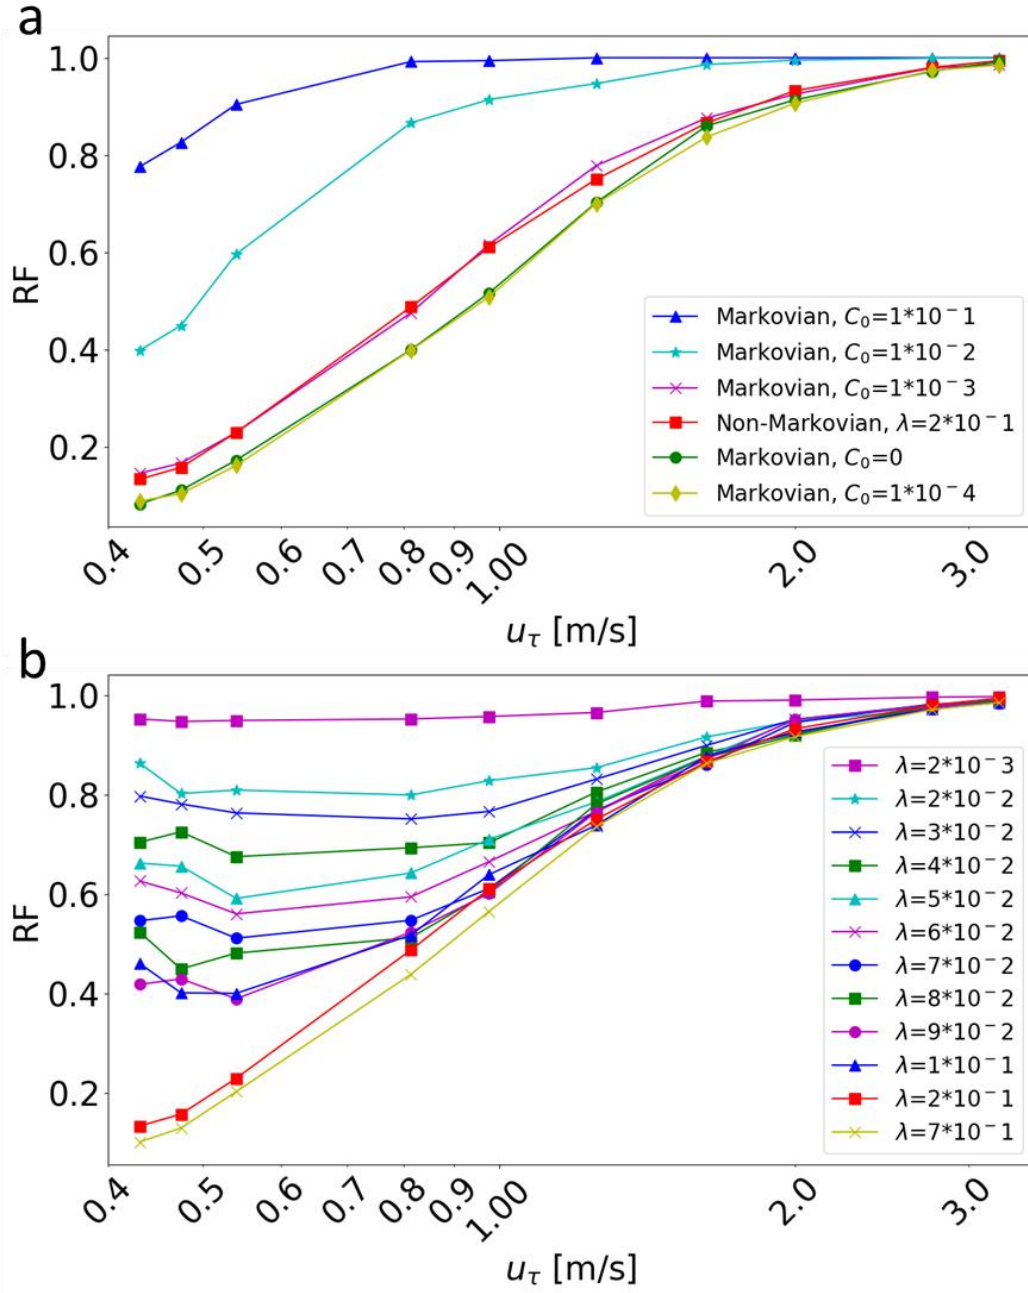 a
1.0
0.8
0.6
0.4
0.2
RF
Markovian, C₀=1*10⁻1
Markovian, C₀=1*10⁻2
Markovian, C₀=1*10⁻3
Non-Markovian, λ=2*10⁻1
Markovian, C₀=0
Markovian, C₀=1*10⁻4
0.4 0.5 0.6 0.7 0.8 0.9 1.00 2.0 3.0
u_τ [m/s]
b
1.0
0.8
0.6
0.4
0.2
RF
λ=2*10⁻3
λ=2*10⁻2
λ=3*10⁻2
λ=4*10⁻2
λ=5*10⁻2
λ=6*10⁻2
λ=7*10⁻2
λ=8*10⁻2
λ=9*10⁻2
λ=1*10⁻1
λ=2*10⁻1
λ=7*10⁻1
0.4 0.5 0.6 0.7 0.8 0.9 1.00 2.0 3.0
u_τ [m/s]